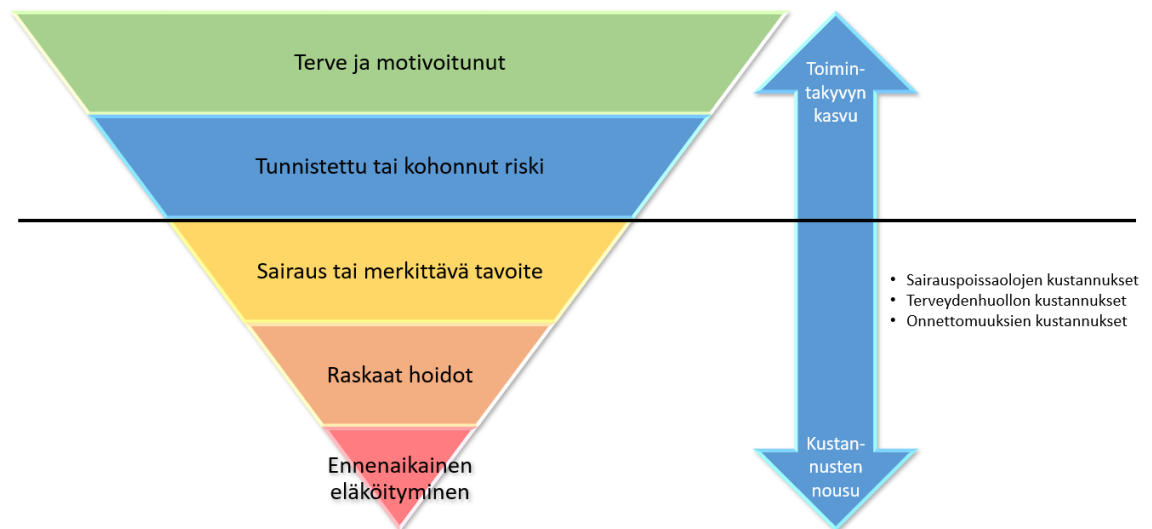 Terve ja motivoitunut
Tunnistettu tai kohonnut riski
Sairaus tai merkittävä tavoite
Raskaat hoidot
Ennenaikainen
eläköityminen
Toimin-
takyvyn
kasvu
• Sairauspoissaolojen kustannukset
• Terveydenhuollon kustannukset
• Onnettomuuksien kustannukset
Kustan-
nusten
nousu